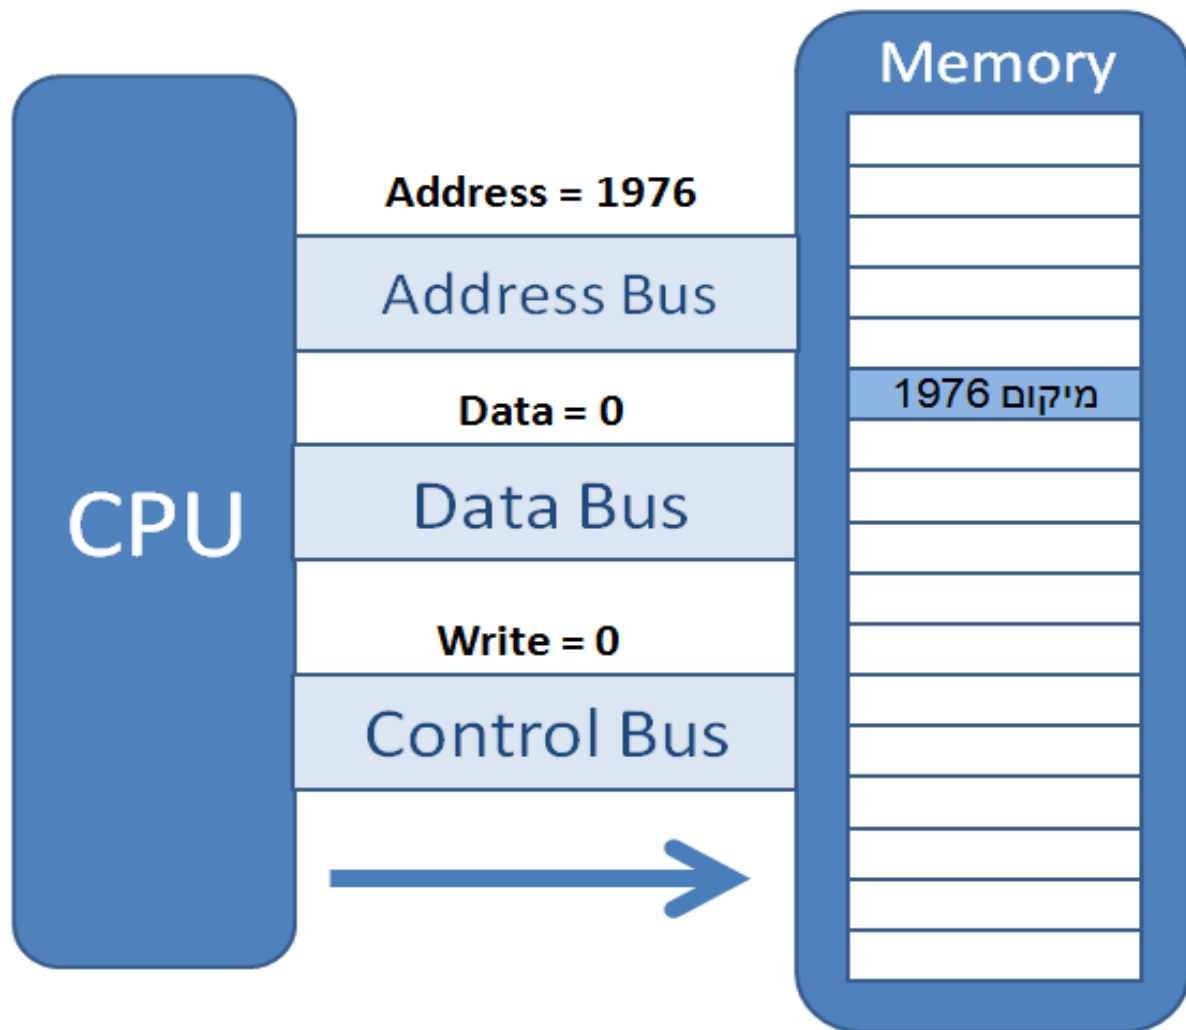 Memory
Address = 1976
Address Bus
מיקום 1976
Data = 0
CPU
Data Bus
Write = 0
Control Bus